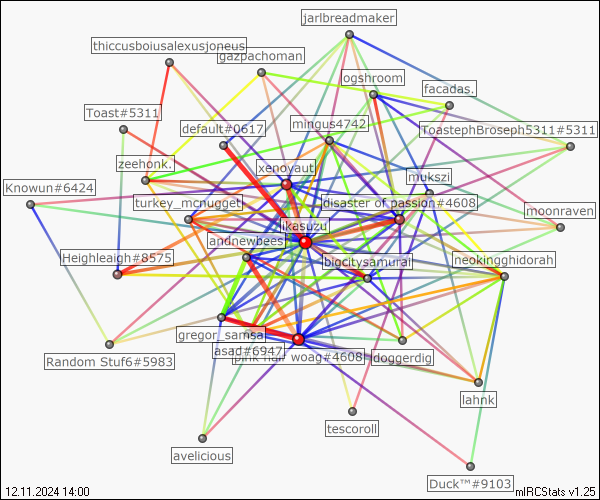 jarlbreadmaker
thiccusboiusalexusjoneus
gazpachoman
ogshroom
facadas.
Toast#5311
default#0617
mingus4742
ToastephBroseph5311#5311
zeehonk.
xenovaut
mukszi
Knowun#6424
turkey_mcnugget
disaster of passion#4608
moonraven
ikasuzu
andnewbees
Heighleaigh#8575
bigcitysamurai
neokingghidorah
gregor_samsa
asad#6947
pink hair woag#4608
doggerdig
Random Stuf6#5983
lahnk
tescoroll
avelicious
Duck™#9103
12.11.2024 14:00
mIRCStats v1.25